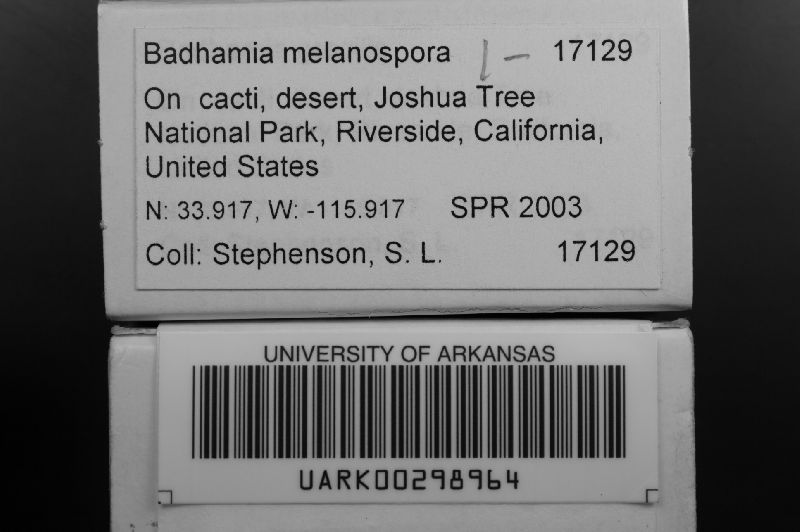 Badhamia melanospora 1- 17129
On cacti, desert, Joshua Tree
National Park, Riverside, California,
United States
N: 33.917, W: -115.917 SPR 2003
Coll: Stephenson, S. L. 17129
UNIVERSITY OF ARKANSAS
UARK00298964